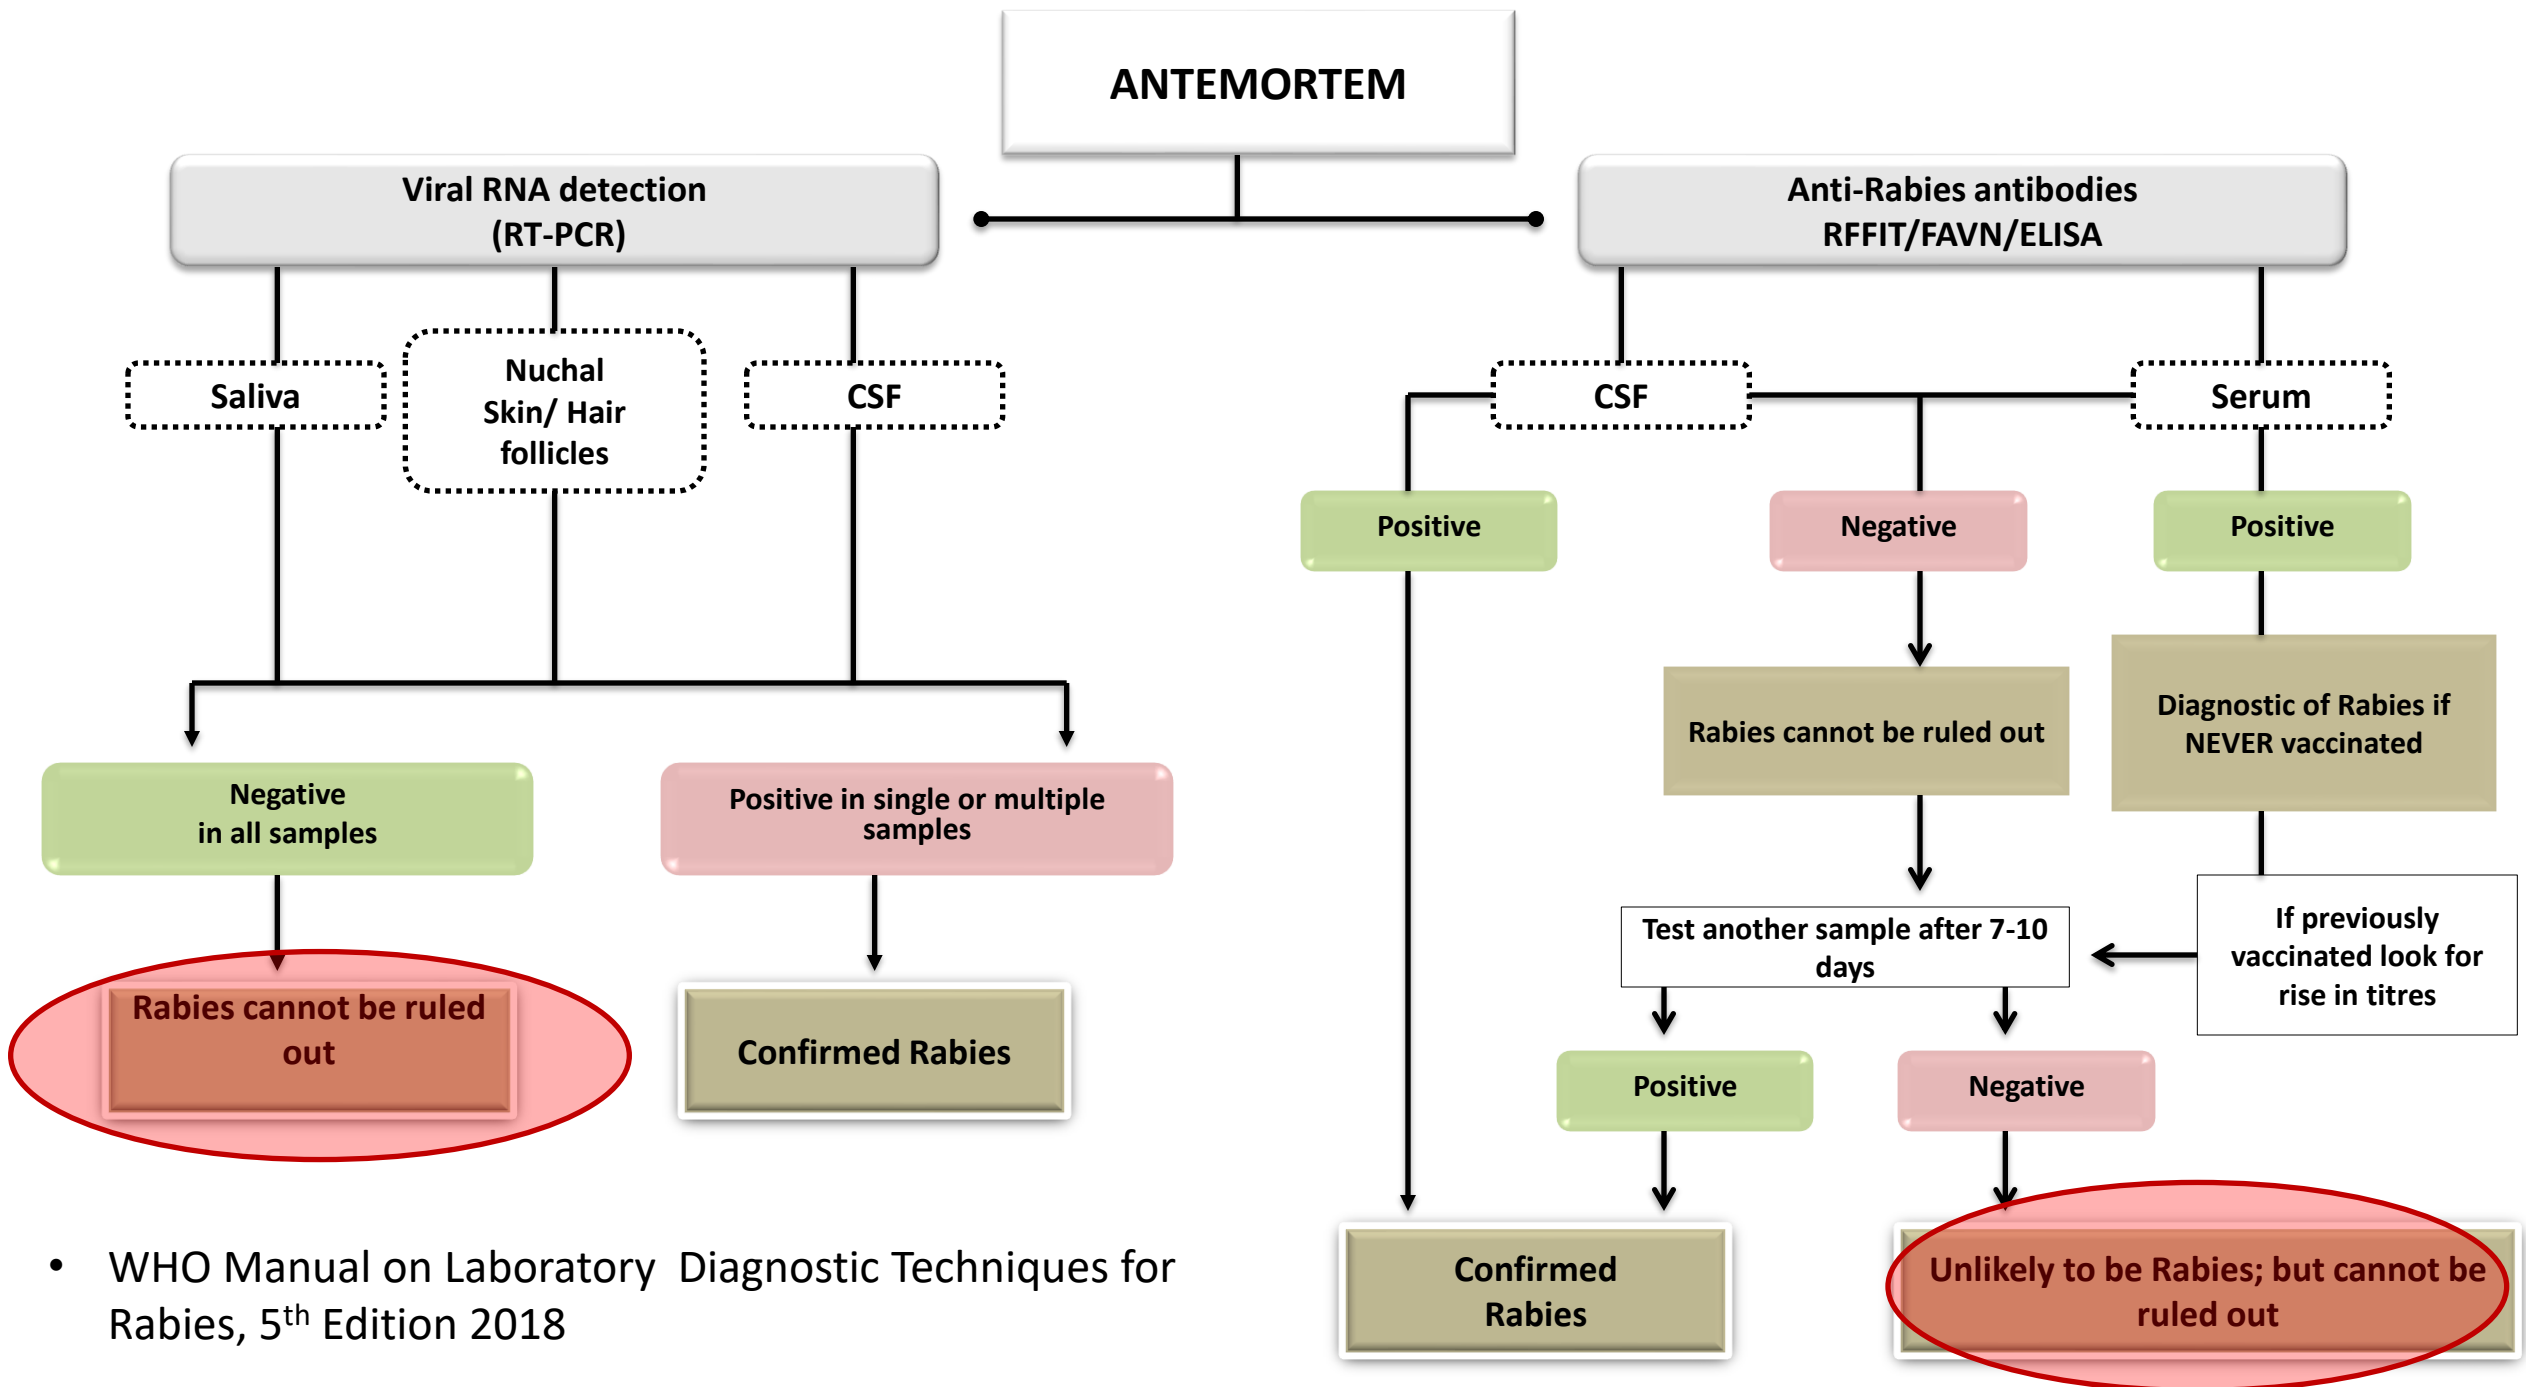 ANTEMORTEM
Viral RNA detection
(RT-PCR)
Anti-Rabies antibodies
RFFIT/FAVN/ELISA
Saliva
Nuchal
Skin/ Hair
follicles
CSF
CSF
Serum
Positive
Negative
Positive
Rabies cannot be ruled out
Diagnostic of Rabies if
NEVER vaccinated
Negative
in all samples
Positive in single or multiple
samples
Test another sample after 7-10
days
If previously
vaccinated look for
rise in titres
Rabies cannot be ruled
out
Confirmed Rabies
Positive
Negative
Confirmed
Rabies
Unlikely to be Rabies; but cannot be
ruled out
• WHO Manual on Laboratory Diagnostic Techniques for
Rabies, 5th Edition 2018